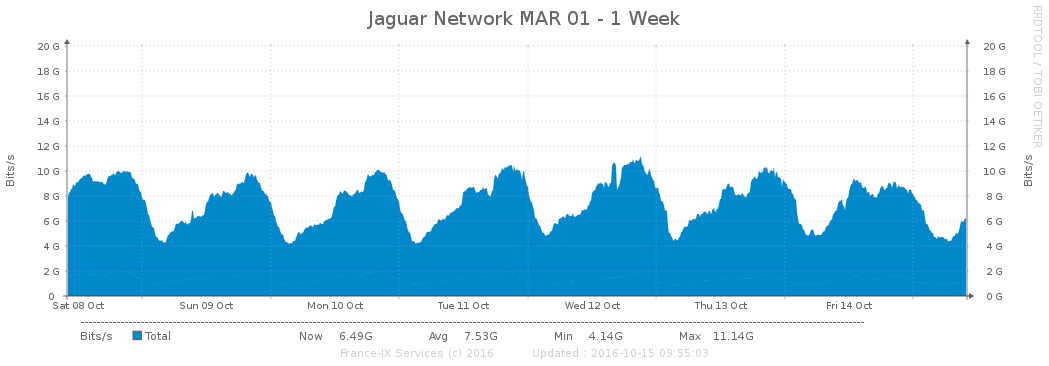 Jaguar Network MAR 01 - 1 Week
RRDTOOL / TOBI OETIKER
Bits/s
Bits/s
20 G 20 G
18 G 18 G
16 G 16 G
14 G 14 G
12 G 12 G
10 G 10 G
8 G 8 G
6 G 6 G
4 G 4 G
2 G 2 G
0 0 G
Sat 08 Oct Sun 09 Oct Mon 10 Oct Tue 11 Oct Wed 12 Oct Thu 13 Oct Fri 14 Oct
Bits/s Total Now 6.49G Avg 7.53G Min 4.14G Max 11.14G
France-IX Services (c) 2016 Updated : 2016-10-15 09:55:03